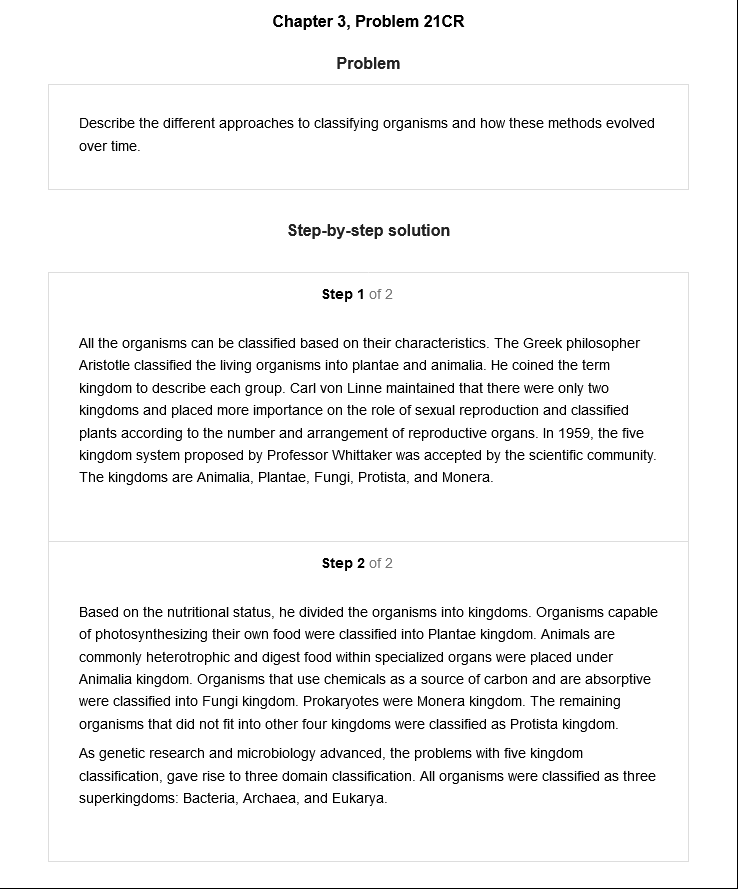 Chapter 3, Problem 21CR
Problem
Describe the different approaches to classifying organisms and how these methods evolved
over time.
Step-by-step solution
Step 1 of 2
All the organisms can be classified based on their characteristics. The Greek philosopher
Aristotle classified the living organisms into plantae and animalia. He coined the term
kingdom to describe each group. Carl von Linne maintained that there were only two
kingdoms and placed more importance on the role of sexual reproduction and classified
plants according to the number and arrangement of reproductive organs. In 1959, the five
kingdom system proposed by Professor Whittaker was accepted by the scientific community.
The kingdoms are Animalia, Plantae, Fungi, Protista, and Monera.
Step 2 of 2
Based on the nutritional status, he divided the organisms into kingdoms. Organisms capable
of photosynthesizing their own food were classified into Plantae kingdom. Animals are
commonly heterotrophic and digest food within specialized organs were placed under
Animalia kingdom. Organisms that use chemicals as a source of carbon and are absorptive
were classified into Fungi kingdom. Prokaryotes were Monera kingdom. The remaining
organisms that did not fit into other four kingdoms were classified as Protista kingdom.
As genetic research and microbiology advanced, the problems with five kingdom
classification, gave rise to three domain classification. All organisms were classified as three
superkingdoms: Bacteria, Archaea, and Eukarya.